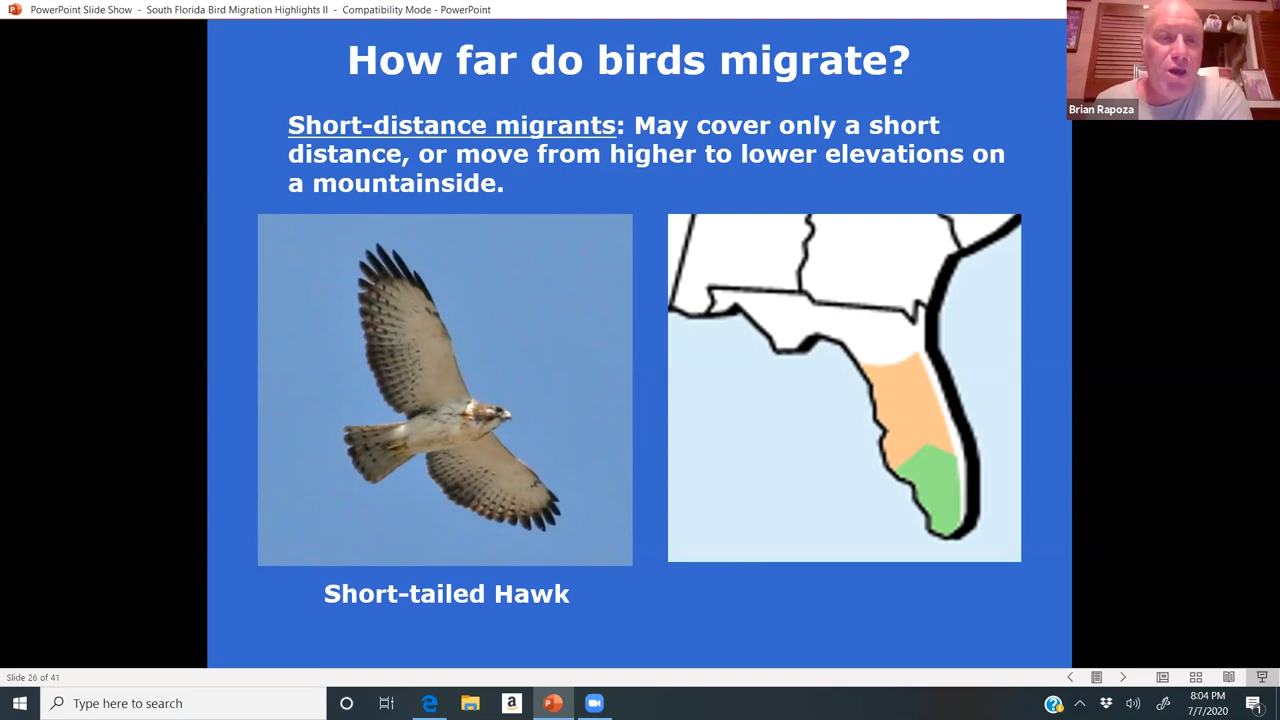 PowerPoint Slide Show - South Florida Bird Migration Highlights II - Compatibility Mode - PowerPoint
How far do birds migrate?
Brian Rapoza
Short-distance migrants: May cover only a short
distance, or move from higher to lower elevations on
a mountainside.
Short-tailed Hawk
Slide 26 of 41
Type here to search
8:04 PM
7/7/2020